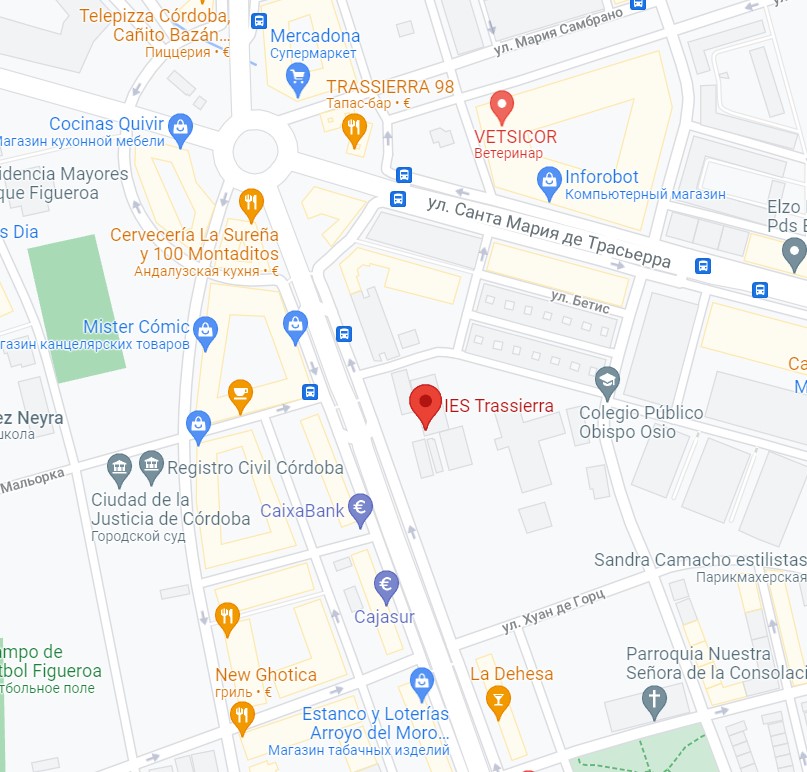 Telepizza Córdoba,
Cañito Bazán...
Пиццерия • €
Mercadona
Супермаркет
ул. Мария Самбрано
TRASSIERRA 98
Тапас-бар • €
VETSICOR
Ветеринар
Cocinas Quivir
Магазин кухонной мебели
idencia Mayores
que Figueroa
Inforobot
Компьютерный магазин
ул. Санта Мария де Трасьерра
Elzo
Pds E
s Dia
Cervecería La Sureña
y 100 Montaditos
Андалузская кухня • €
ул. Бетис
Mister Cómic
газин канцелярских товаров
Ca
M
IES Trassierra
Colegio Público
Obispo Osio
ez Neyra
школа
Registro Civil Córdoba
Мальорка
Ciudad de la
Justicia de Córdoba
Городской суд
CaixaBank
Sandra Camacho estilistas
Парикмахерская
Cajasur
ул. Хуан де Горц
ampo de
tbol Figueroa
тбольное поле
New Ghotica
гриль • €
La Dehesa
Parroquia Nuestra
Señora de la Consolaci
Estanco y Loterías
Arroyo del Moro...
Магазин табачных изделий